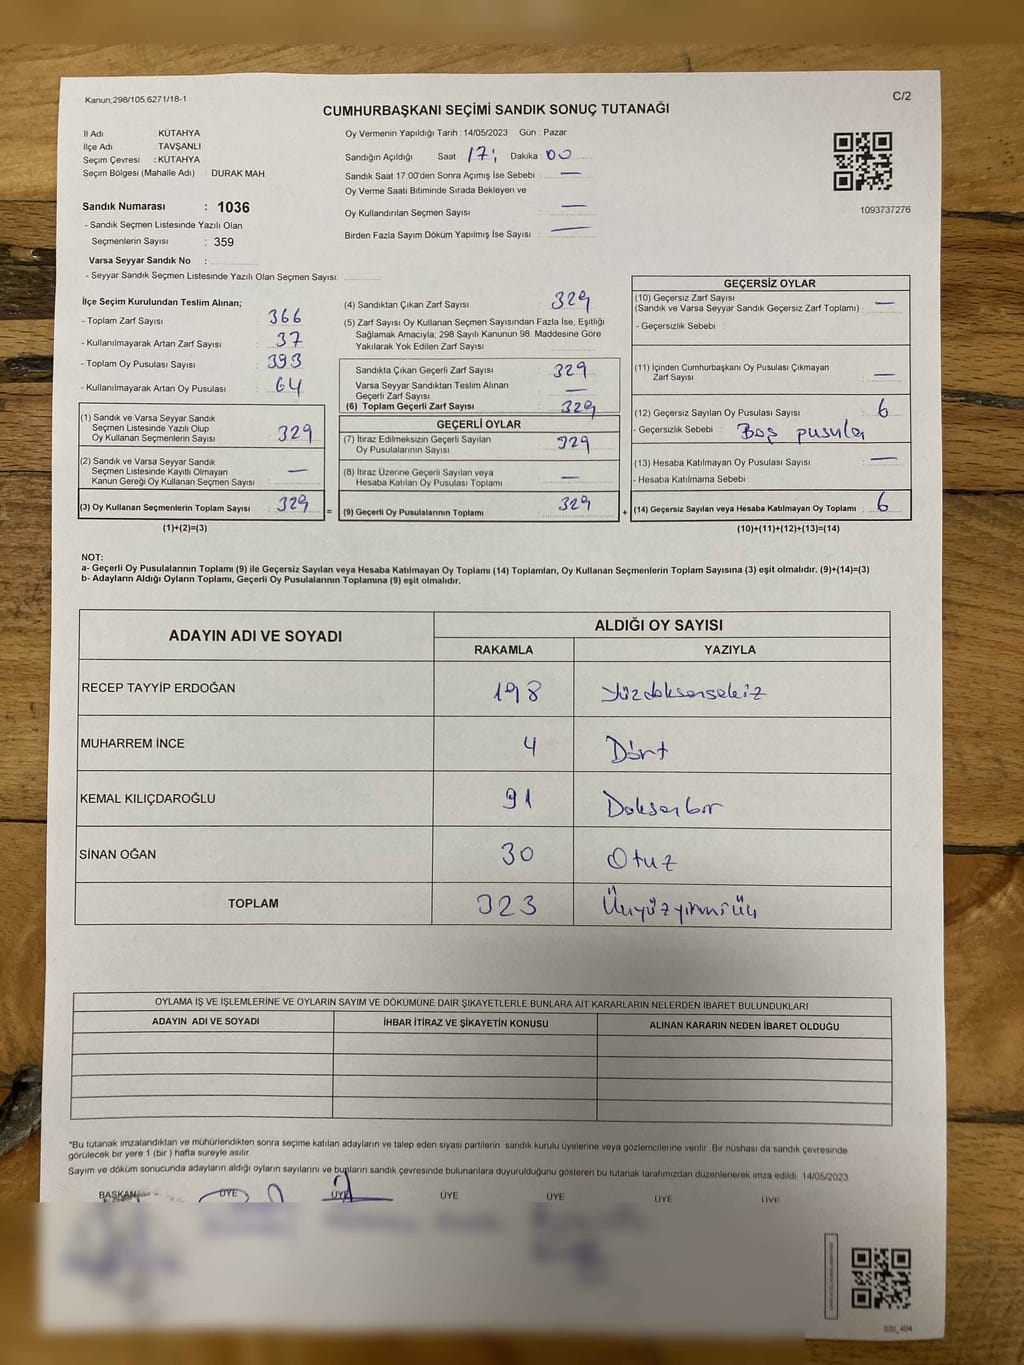 Kanun;298/105.6271/18-1
C/2
CUMHURBAŞKANI SEÇİMİ SANDIK SONUÇ TUTANAĞI
İl Adı : KÜTAHYA
İlçe Adı : TAVŞANLI
Seçim Çevresi : KÜTAHYA
Seçim Bölgesi (Mahalle Adı) : DURAK MAH.
Sandık Numarası : 1036
- Sandık Seçmen Listesinde Yazılı Olan
Seçmenlerin Sayısı : 359
Varsa Seyyar Sandık No :
- Seyyar Sandık Seçmen Listesinde Yazılı Olan Seçmen Sayısı:
Oy Vermenin Yapıldığı Tarih : 14/05/2023 Gün : Pazar
Sandığın Açıldığı Saat 17: Dakika : 00
Sandık Saat 17:00'den Sonra Açımış İse Sebebi : —
Oy Verme Saati Bitiminde Sırada Bekleyen ve
Oy Kullandırılan Seçmen Sayısı : —
Birden Fazla Sayım Döküm Yapılmış İse Sayısı : —
1093737276
İlçe Seçim Kurulundan Teslim Alınan;
- Toplam Zarf Sayısı : 366
- Kullanılmayarak Artan Zarf Sayısı : 37
- Toplam Oy Pusulası Sayısı : 393
- Kullanılmayarak Artan Oy Pusulası : 64
(1) Sandık ve Varsa Seyyar Sandık
Seçmen Listesinde Yazılı Olup
Oy Kullanan Seçmenlerin Sayısı : 329
(2) Sandık ve Varsa Seyyar Sandık
Seçmen Listesinde Kayıtlı Olmayan
Kanun Gereği Oy Kullanan Seçmen Sayısı : —
(3) Oy Kullanan Seçmenlerin Toplam Sayısı : 329
(1)+(2)=(3)
(4) Sandıktan Çıkan Zarf Sayısı : 329
(5) Zarf Sayısı Oy Kullanan Seçmen Sayısından Fazla İse, Eşitliği
Sağlamak Amacıyla; 298 Sayılı Kanunun 98. Maddesine Göre
Yakılarak Yok Edilen Zarf Sayısı :
Sandıkta Çıkan Geçerli Zarf Sayısı : 329
Varsa Seyyar Sandıktan Teslim Alınan
Geçerli Zarf Sayısı : —
(6) Toplam Geçerli Zarf Sayısı : 329
GEÇERLİ OYLAR
(7) İtiraz Edilmeksizin Geçerli Sayılan
Oy Pusulalarının Sayısı : 329
(8) İtiraz Üzerine Geçerli Sayılan veya
Hesaba Katılan Oy Pusulası Toplamı : —
= (9) Geçerli Oy Pusulalarının Toplamı : 329 +
GEÇERSİZ OYLAR
(10) Geçersiz Zarf Sayısı
(Sandık ve Varsa Seyyar Sandık Geçersiz Zarf Toplamı) : —
- Geçersizlik Sebebi :
(11) İçinden Cumhurbaşkanı Oy Pusulası Çıkmayan
Zarf Sayısı : —
(12) Geçersiz Sayılan Oy Pusulası Sayısı : 6
- Geçersizlik Sebebi : Boş pusula
(13) Hesaba Katılmayan Oy Pusulası Sayısı : —
- Hesaba Katılmama Sebebi
(14) Geçersiz Sayılan veya Hesaba Katılmayan Oy Toplamı : 6
(10)+(11)+(12)+(13)=(14)
NOT:
a- Geçerli Oy Pusulalarının Toplamı (9) ile Geçersiz Sayılan veya Hesaba Katılmayan Oy Toplamı (14) Toplamları, Oy Kullanan Seçmenlerin Toplam Sayısına (3) eşit olmalıdır. (9)+(14)=(3)
b- Adayların Aldığı Oyların Toplamı, Geçerli Oy Pusulalarının Toplamına (9) eşit olmalıdır.
ADAYIN ADI VE SOYADI
ALDIĞI OY SAYISI
RAKAMLA YAZIYLA
RECEP TAYYİP ERDOĞAN 198 Yüzdoksansekiz
MUHARREM İNCE 4 Dört
KEMAL KILIÇDAROĞLU 91 Doksanbir
SİNAN OĞAN 30 Otuz
TOPLAM 323 Üçyüzyirmiüç
OYLAMA İŞ VE İŞLEMLERİNE VE OYLARIN SAYIM VE DÖKÜMÜNE DAİR ŞİKAYETLERLE BUNLARA AİT KARARLARIN NELERDEN İBARET BULUNDUKLARI
ADAYIN ADI VE SOYADI İHBAR İTİRAZ VE ŞİKAYETİN KONUSU ALINAN KARARIN NEDEN İBARET OLDUĞU
*Bu tutanak imzalandıktan ve mühürlendikten sonra seçime katılan adayların ve talep eden siyasi partilerin sandık kurulu üyelerine veya gözlemcilerine verilir. Bir nüshası da sandık çevresinde
görülecek bir yere 1 (bir) hafta süreyle asılır.
Sayım ve döküm sonucunda adayların aldığı oyların sayılarını ve bunların sandık çevresinde bulunanlara duyurulduğunu gösteren bu tutanak tarafımızdan düzenlenerek imza edildi. 14/05/2023
BAŞKAN ÜYE ÜYE ÜYE ÜYE ÜYE ÜYE